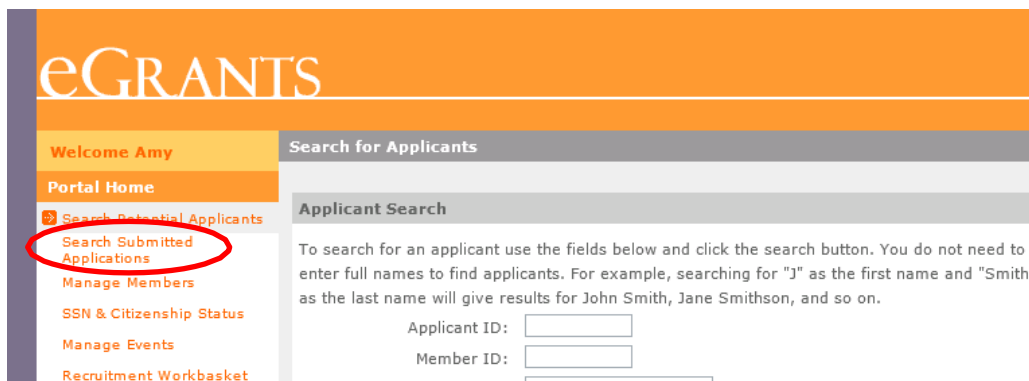 eGRANTS
Welcome Amy
Portal Home
Search Potential Applicants
Search Submitted
Applications
Manage Members
SSN & Citizenship Status
Manage Events
Recruitment Workbasket
Search for Applicants
Applicant Search
To search for an applicant use the fields below and click the search button. You do not need to
enter full names to find applicants. For example, searching for "J" as the first name and "Smith
as the last name will give results for John Smith, Jane Smithson, and so on.
Applicant ID:
Member ID: